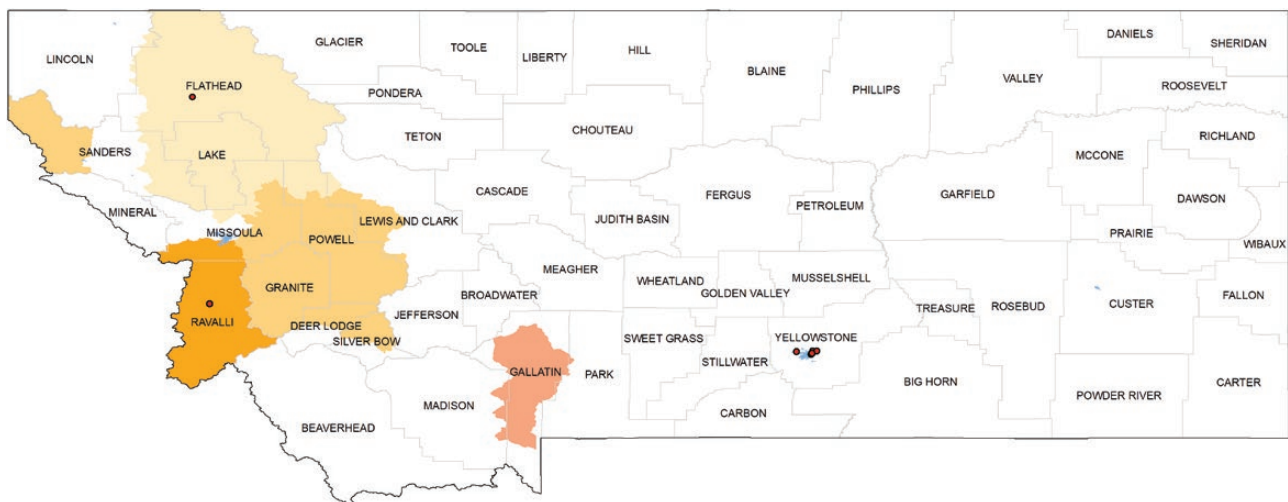 LINCOLN
GLACIER
TOOLE
LIBERTY
HILL
BLAINE
PHILLIPS
VALLEY
DANIELS
SHERIDAN
ROOSEVELT
FLATHEAD
PONDERA
TETON
CHOUTEAU
RICHLAND
MCCONE
SANDERS
LAKE
CASCADE
FERGUS
GARFIELD
DAWSON
MINERAL
MISSOULA
POWELL
LEWIS AND CLARK
JUDITH BASIN
PETROLEUM
PRAIRIE
WIBAUX
GRANITE
MEAGHER
WHEATLAND
GOLDEN VALLEY
MUSSELSHELL
TREASURE
ROSEBUD
CUSTER
FALLON
RAVALLI
DEER LODGE
SILVER BOW
JEFFERSON
BROADWATER
SWEET GRASS
STILLWATER
YELLOWSTONE
GALLATIN
PARK
BIG HORN
POWDER RIVER
CARTER
BEAVERHEAD
MADISON
CARBON